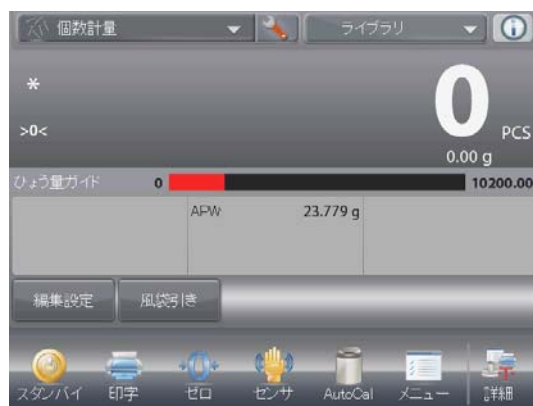 個数計量 ライブラリ
*
0
>0< PCS
0.00 g
ひょう量ガイド 0 10200.00
APW 23.779 g
編集設定 風袋引き
スタンバイ 印字 ゼロ センサ AutoCal メニュー 詳細